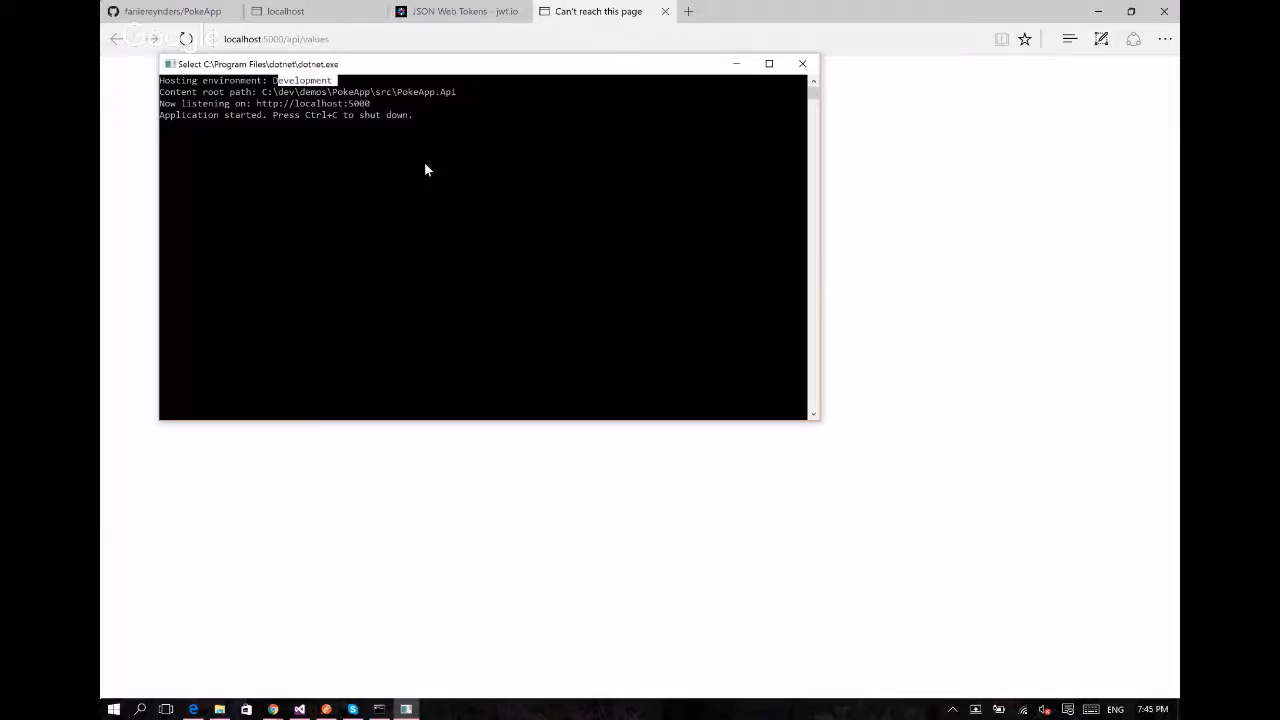 faniereynders/PokeApp
localhost
JSON Web Tokens - jwt.io
Can't reach this page
Google
localhost:5000/api/values
Select C:\Program Files\dotnet\dotnet.exe
Hosting environment: Development
Content root path: C:\dev\demos\PokeApp\src\PokeApp.Api
Now listening on: http://localhost:5000
Application started. Press Ctrl+C to shut down.
ENG
7:45 PM